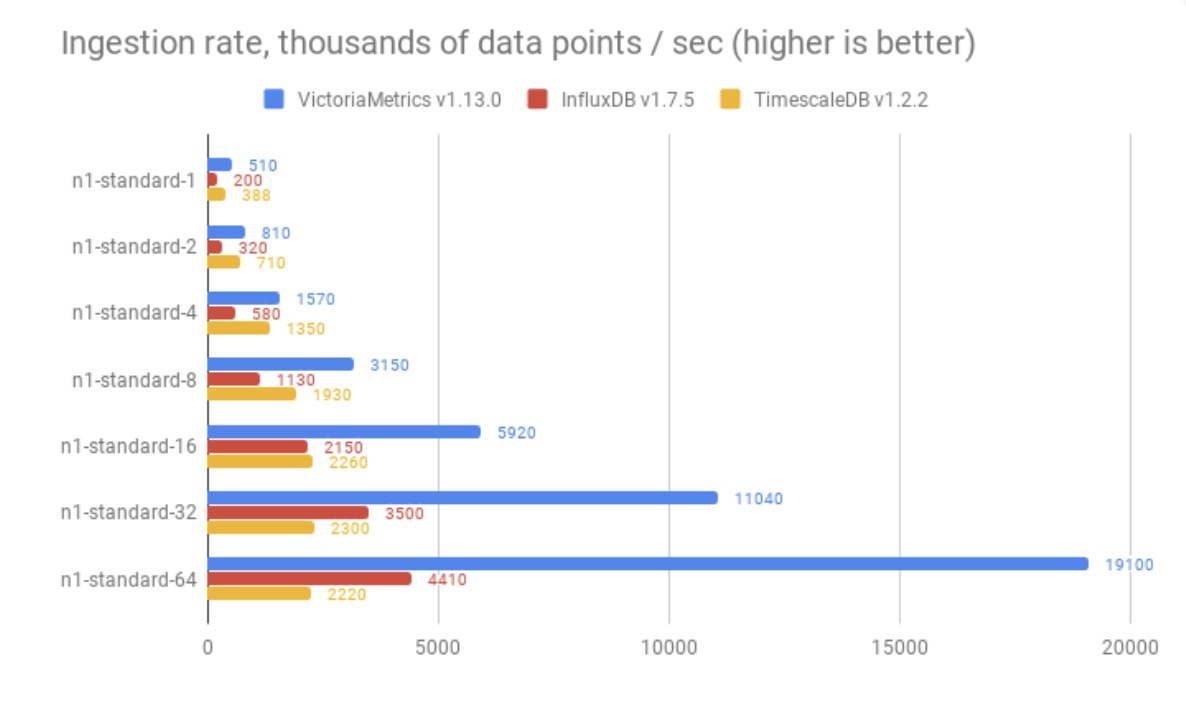 Ingestion rate, thousands of data points / sec (higher is better)
VictoriaMetrics v1.13.0 InfluxDB v1.7.5 TimescaleDB v1.2.2
510
n1-standard-1 200
388
810
n1-standard-2 320
710
1570
n1-standard-4 580
1350
3150
n1-standard-8 1130
1930
5920
n1-standard-16 2150
2260
11040
n1-standard-32 3500
2300
19100
n1-standard-64 4410
2220
0 5000 10000 15000 20000